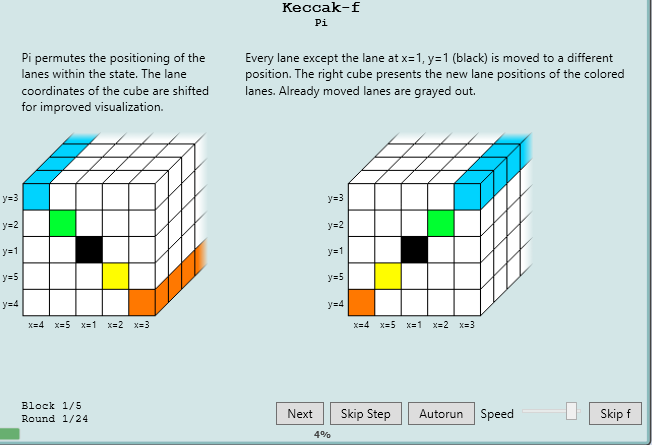 Keccak-f
Pi
Pi permutes the positioning of the
lanes within the state. The lane
coordinates of the cube are shifted
for improved visualization.
Every lane except the lane at x=1, y=1 (black) is moved to a different
position. The right cube presents the new lane positions of the colored
lanes. Already moved lanes are grayed out.
y=3
y=2
y=1
y=5
y=4
x=4 x=5 x=1 x=2 x=3
y=3
y=2
y=1
y=5
y=4
x=4 x=5 x=1 x=2 x=3
Block 1/5
Round 1/24
Next Skip Step Autorun Speed Skip f
4%